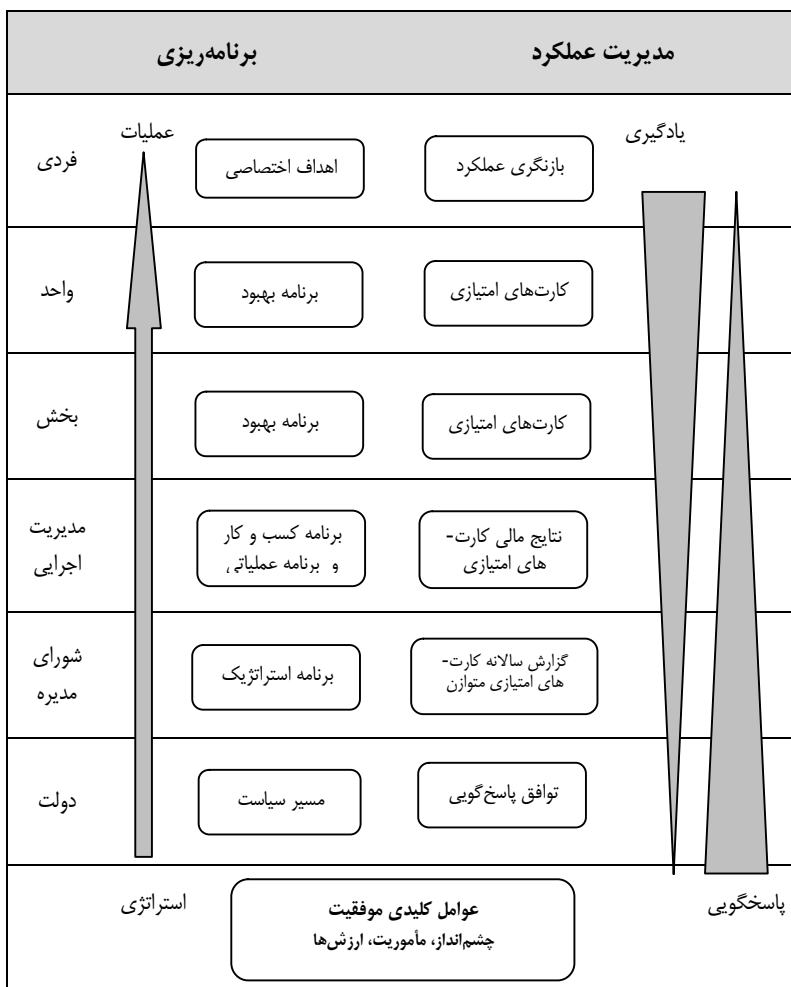 مدیریت عملکرد
برنامه‌ریزی
یادگیری
عملیات
بازنگری عملکرد
اهداف اختصاصی
فردی
کارت‌های امتیازی
برنامه بهبود
واحد
کارت‌های امتیازی
برنامه بهبود
بخش
نتایج مالی کارت-
های امتیازی
برنامه کسب و کار
و برنامه عملیاتی
مدیریت
اجرایی
گزارش سالانه کارت-
های امتیازی متوازن
برنامه استراتژیک
شورای
مدیره
توافق پاسخ‌گویی
مسیر سیاست
دولت
پاسخگویی
عوامل کلیدی موفقیت
چشم‌انداز، مأموریت، ارزش‌ها
استراتژی